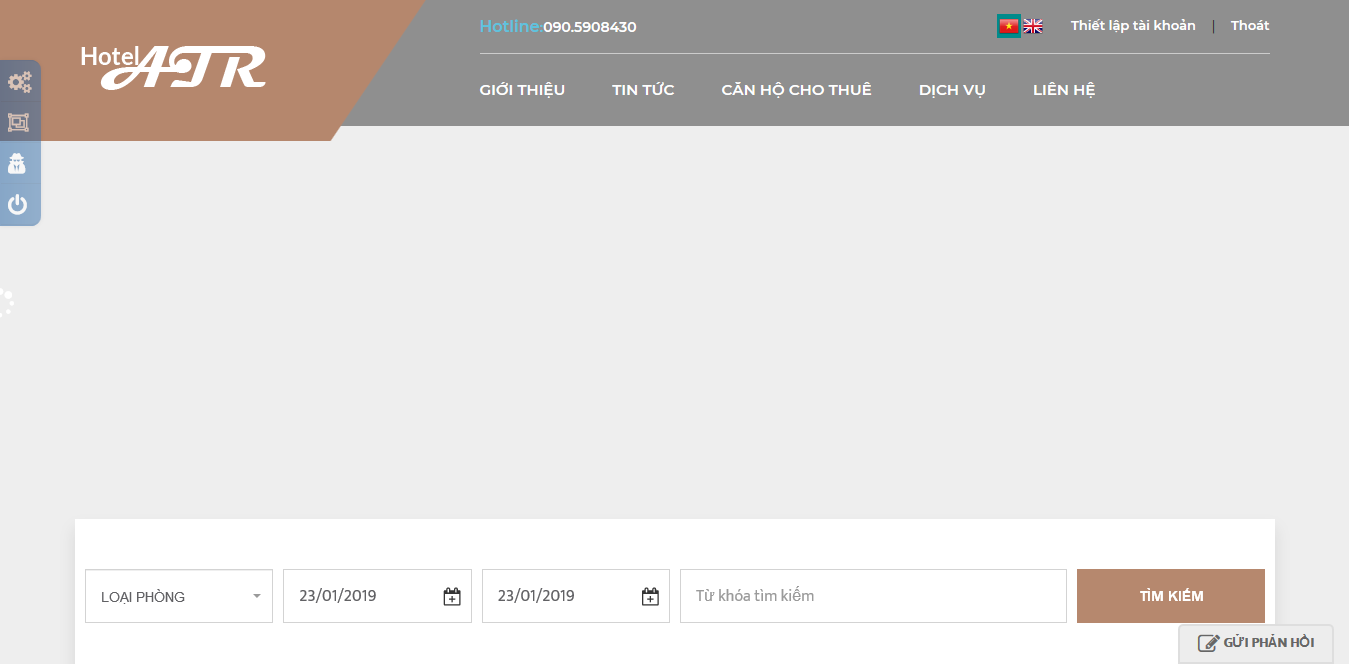 Hotel ATR
Hotline:090.5908430
Thiết lập tài khoản | Thoát
GIỚI THIỆU TIN TỨC CĂN HỘ CHO THUÊ DỊCH VỤ LIÊN HỆ
LOẠI PHÒNG 23/01/2019 23/01/2019 Từ khóa tìm kiếm TÌM KIẾM
GỬI PHẢN HỒI